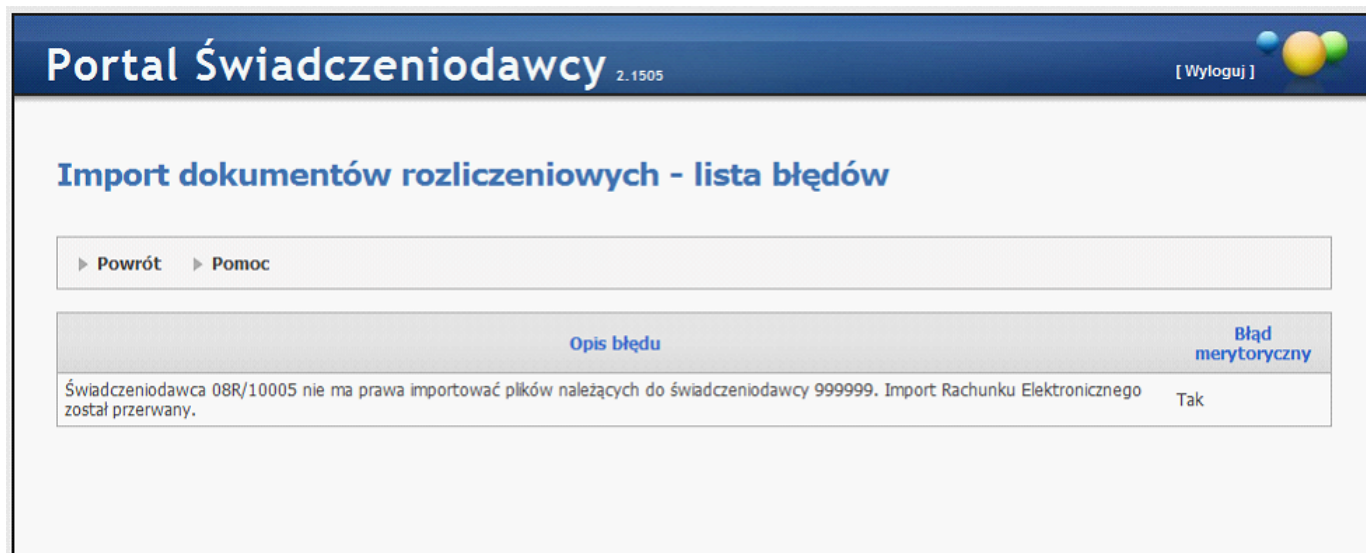 Portal Świadczeniodawcy 2.1505
[ Wyloguj ]
Import dokumentów rozliczeniowych - lista błędów
Powrót Pomoc
Opis błędu
Błąd
merytoryczny
Świadczeniodawca 08R/10005 nie ma prawa importować plików należących do świadczeniodawcy 999999. Import Rachunku Elektronicznego
został przerwany.
Tak